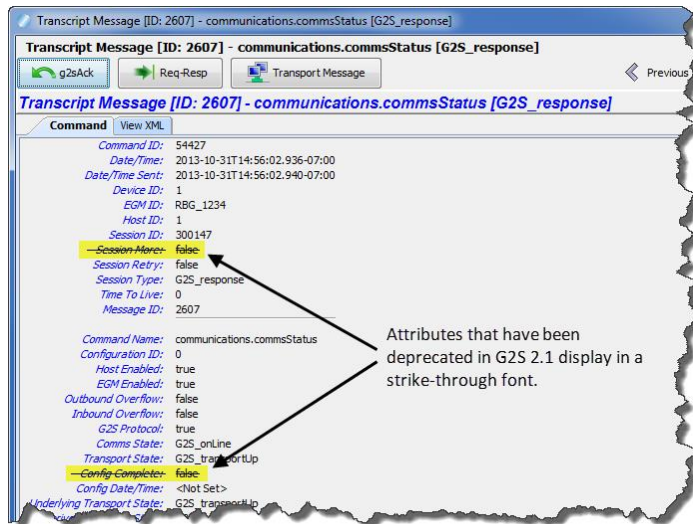 Transcript Message [ID: 2607] - communications.commsStatus [G2S_response]
Transcript Message [ID: 2607] - communications.commsStatus [G2S_response]
g2sAck Req-Resp Transport Message Previous
Transcript Message [ID: 2607] - communications.commsStatus [G2S_response]
Command View XML
Command ID: 54427
Date/Time: 2013-10-31T14:56:02.936-07:00
Date/Time Sent: 2013-10-31T14:56:02.940-07:00
Device ID: 1
EGM ID: RBG_1234
Host ID: 1
Session ID: 300147
Session More: false
Session Retry: false
Session Type: G2S_response
Time To Live: 0
Message ID: 2607
Command Name: communications.commsStatus
Configuration ID: 0
Host Enabled: true
EGM Enabled: true
Outbound Overflow: false
Inbound Overflow: false
G2S Protocol: true
Comms State: G2S_onLine
Transport State: G2S_transportUp
Config Complete: false
Config Date/Time: <Not Set>
Underlying Transport State: G2S_transportUp
Attributes that have been
deprecated in G2S 2.1 display in a
strike-through font.